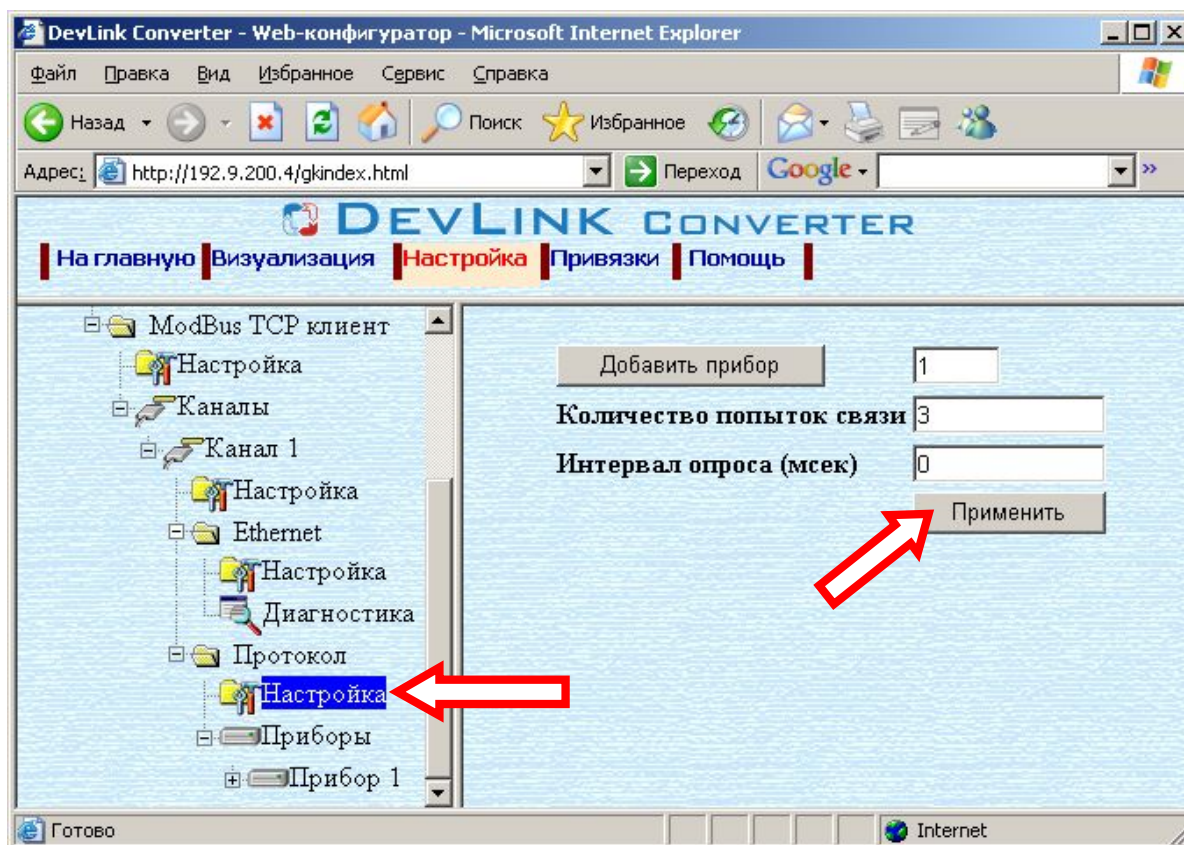 DevLink Converter - Web-конфигуратор - Microsoft Internet Explorer
Файл Правка Вид Избранное Сервис Справка
Назад Поиск Избранное
Адрес: http://192.9.200.4/gkindex.html Переход Google
DEVLINK CONVERTER
На главную Визуализация Настройка Привязки Помощь
ModBus TCP клиент
Настройка
Каналы
Канал 1
Настройка
Ethernet
Настройка
Диагностика
Протокол
Настройка
Приборы
Прибор 1
Добавить прибор 1
Количество попыток связи 3
Интервал опроса (мсек) 0
Применить
Готово Internet